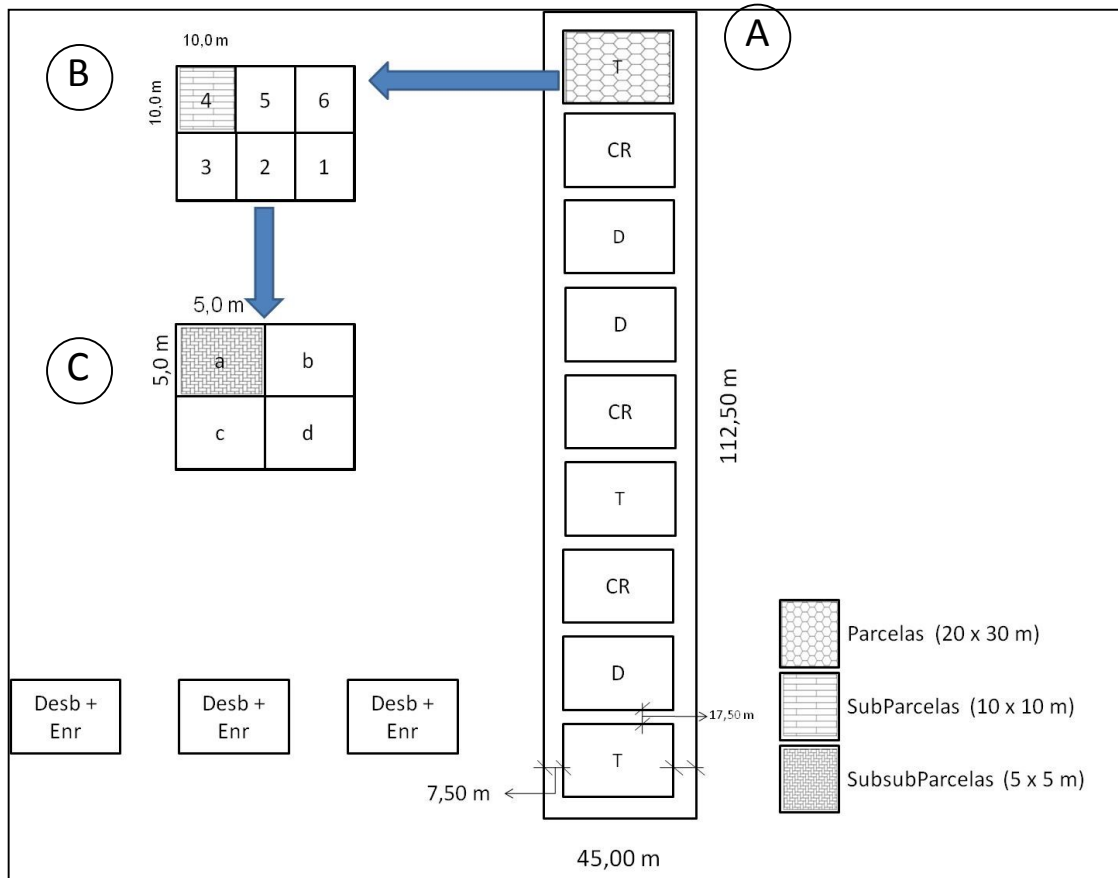 A
B
10,0 m
10,0 m
4 5 6
3 2 1
C
5,0 m
5,0 m
a b
c d
T
CR
D
D
CR
T
CR
D
T
112,50 m
17,50 m
7,50 m
45,00 m
Desb +
Enr
Desb +
Enr
Desb +
Enr
Parcelas (20 x 30 m)
SubParcelas (10 x 10 m)
SubsubParcelas (5 x 5 m)